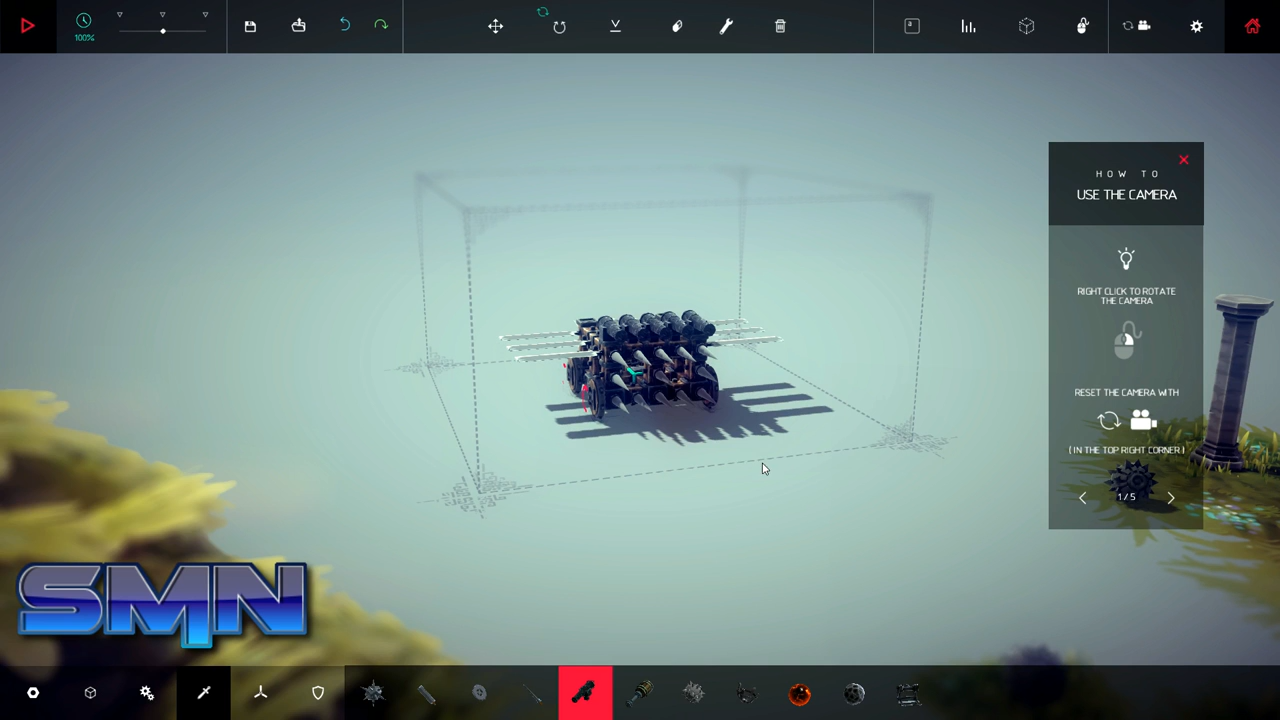 100%
HOW TO
USE THE CAMERA
RIGHT CLICK TO ROTATE
THE CAMERA
RESET THE CAMERA WITH
( IN THE TOP RIGHT CORNER )
1/5
SMN